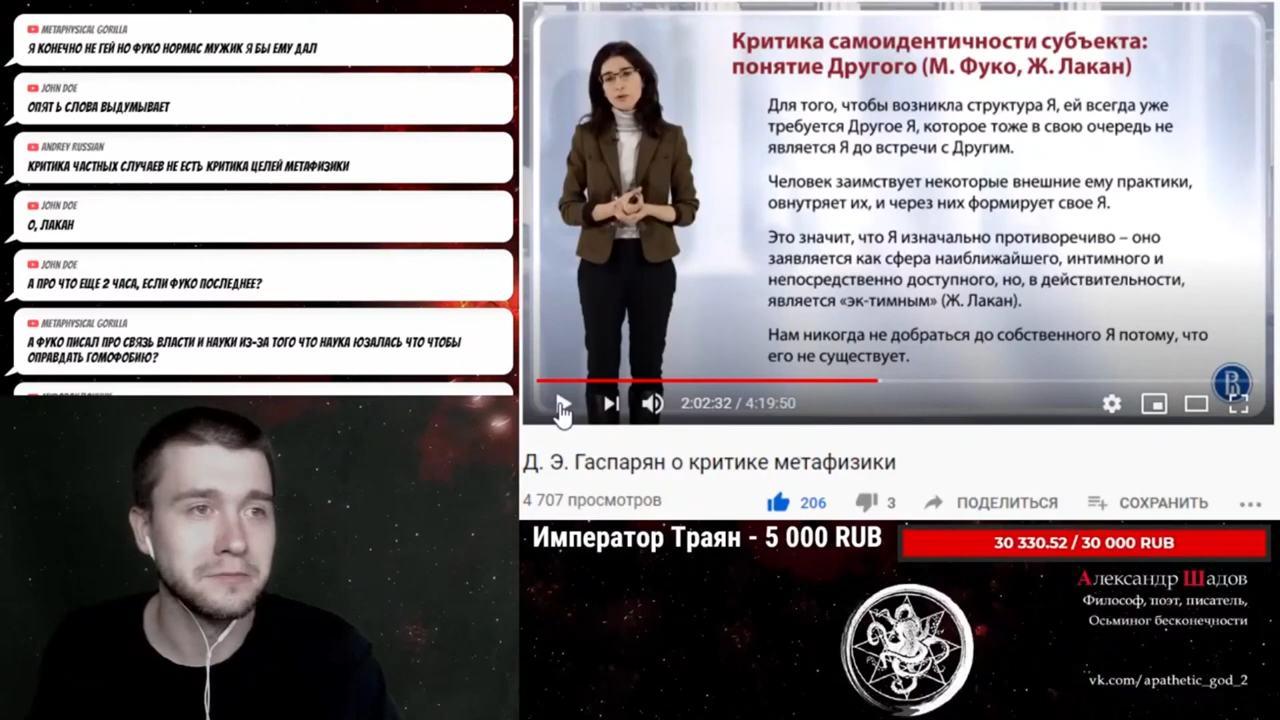 METAPHYSICAL GORILLA
Я КОНЕЧНО НЕ ГЕЙ НО ФУКО НОРМАС МУЖИК Я БЫ ЕМУ ДАЛ
JOHN DOE
ОПЯТ Ь СЛОВА ВЫДУМЫВАЕТ
ANDREY RUSSIAN
КРИТИКА ЧАСТНЫХ СЛУЧАЕВ НЕ ЕСТЬ КРИТИКА ЦЕЛЕЙ МЕТАФИЗИКИ
JOHN DOE
О, ЛАКАН
JOHN DOE
А ПРО ЧТО ЕЩЕ 2 ЧАСА, ЕСЛИ ФУКО ПОСЛЕДНЕЕ?
METAPHYSICAL GORILLA
А ФУКО ПИСАЛ ПРО СВЯЗЬ ВЛАСТИ И НАУКИ ИЗ-ЗА ТОГО ЧТО НАУКА ЮЗАЛАСЬ ЧТО ЧТОБЫ
ОПРАВДАТЬ ГОМОФОБИЮ?
Критика самоидентичности субъекта:
понятие Другого (М. Фуко, Ж. Лакан)
Для того, чтобы возникла структура Я, ей всегда уже
требуется Другое Я, которое тоже в свою очередь не
является Я до встречи с Другим.
Человек заимствует некоторые внешние ему практики,
овнутряет их, и через них формирует свое Я.
Это значит, что Я изначально противоречиво – оно
заявляется как сфера наиближайшего, интимного и
непосредственно доступного, но, в действительности,
является «эк-тимным» (Ж. Лакан).
Нам никогда не добраться до собственного Я потому, что
его не существует.
2:02:32 / 4:19:50
Д. Э. Гаспарян о критике метафизики
4 707 просмотров
206
3
ПОДЕЛИТЬСЯ
СОХРАНИТЬ
Император Траян - 5 000 RUB
30 330.52 / 30 000 RUB
Александр Шадов
Философ, поэт, писатель,
Осьминог бесконечности
vk.com/apathetic_god_2